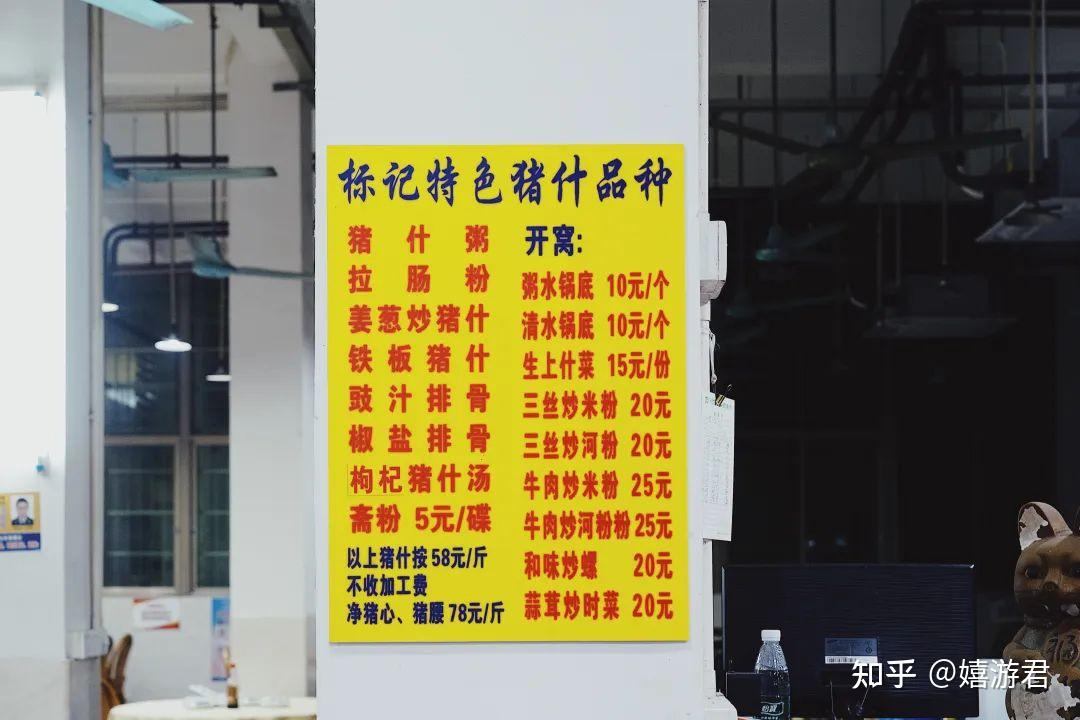 标记特色猪什品种
猪什粥
拉肠粉
姜葱炒猪什
铁板猪什
豉汁排骨
椒盐排骨
枸杞猪什汤
斋粉 5元/碟
以上猪什按58元/斤
不收加工费
净猪心、猪腰78元/斤
开窝:
粥水锅底 10元/个
清水锅底 10元/个
生上什菜 15元/份
三丝炒米粉 20元
三丝炒河粉 20元
牛肉炒米粉 25元
牛肉炒河粉粉25元
和味炒螺 20元
蒜茸炒时菜 20元
怡宝
福
知乎 @嬉游君